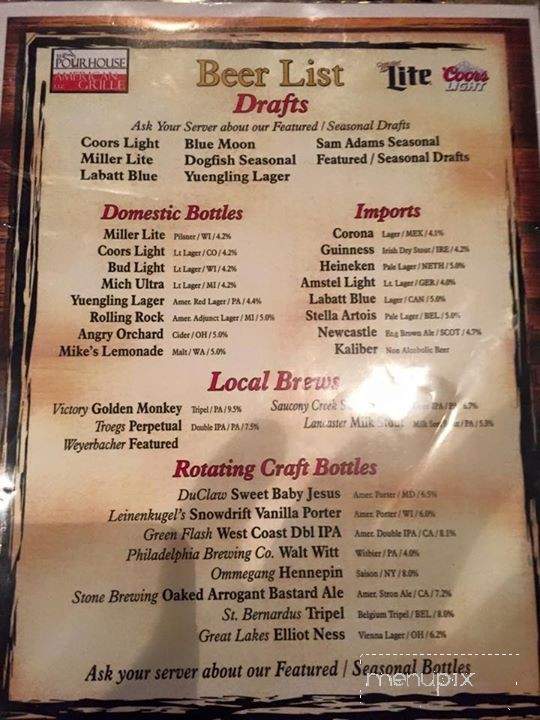 POURHOUSE
AMERICAN
GRILLE
Beer List
Lite
Coors
LIGHT
Drafts
Ask Your Server about our Featured / Seasonal Drafts
Coors Light Blue Moon Sam Adams Seasonal
Miller Lite Dogfish Seasonal Featured / Seasonal Drafts
Labatt Blue Yuengling Lager
Domestic Bottles
Miller Lite Pilsner / WI / 4.2%
Coors Light Lt Lager / CO / 4.2%
Bud Light Lt Lager / WI / 4.2%
Mich Ultra Lt Lager / MI / 4.2%
Yuengling Lager Amer. Red Lager / PA / 4.4%
Rolling Rock Amer. Adjunct Lager / MI / 5.0%
Angry Orchard Cider / OH / 5.0%
Mike's Lemonade Malt / WA / 5.0%
Imports
Corona Lager / MEX / 4.1%
Guinness Irish Dry Stout / IRE / 4.2%
Heineken Pale Lager / NETH / 5.0%
Amstel Light Lt. Lager / GER / 4.0%
Labatt Blue Lager / CAN / 5.0%
Stella Artois Pale Lager / BEL / 5.0%
Newcastle Eng Brown Ale / SCOT / 4.7%
Kaliber Non Alcoholic Beer
Local Brews
Victory Golden Monkey Tripel / PA / 9.5%
Troegs Perpetual Double IPA / PA / 7.5%
Weyerbacher Featured
Saucony Creek IPA / PA / 6.7%
Lancaster Milk Stout Milk Stout / PA / 5.3%
Rotating Craft Bottles
DuClaw Sweet Baby Jesus Amer. Porter / MD / 6.5%
Leinenkugel's Snowdrift Vanilla Porter Amer. Porter / WI / 6.0%
Green Flash West Coast Dbl IPA Amer. Double IPA / CA / 8.1%
Philadelphia Brewing Co. Walt Witt Witbier / PA / 4.0%
Ommegang Hennepin Saison / NY / 8.0%
Stone Brewing Oaked Arrogant Bastard Ale Amer. Stron Ale / CA / 7.2%
St. Bernardus Tripel Belgium Tripel / BEL / 8.0%
Great Lakes Elliot Ness Vienna Lager / OH / 6.2%
Ask your server about our Featured / Seasonal Bottles
menupix